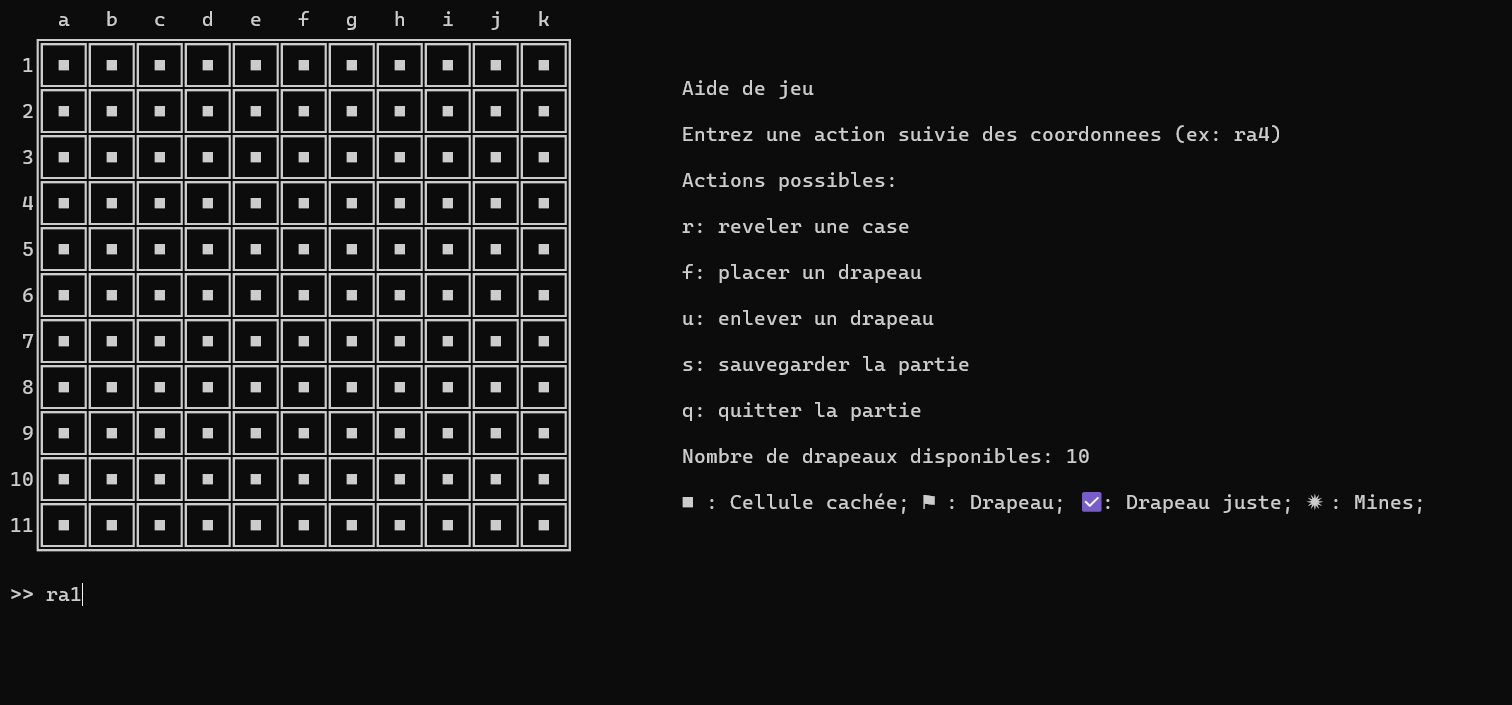 a b c d e f g h i j k
1 ■ ■ ■ ■ ■ ■ ■ ■ ■ ■ ■
2 ■ ■ ■ ■ ■ ■ ■ ■ ■ ■ ■
3 ■ ■ ■ ■ ■ ■ ■ ■ ■ ■ ■
4 ■ ■ ■ ■ ■ ■ ■ ■ ■ ■ ■
5 ■ ■ ■ ■ ■ ■ ■ ■ ■ ■ ■
6 ■ ■ ■ ■ ■ ■ ■ ■ ■ ■ ■
7 ■ ■ ■ ■ ■ ■ ■ ■ ■ ■ ■
8 ■ ■ ■ ■ ■ ■ ■ ■ ■ ■ ■
9 ■ ■ ■ ■ ■ ■ ■ ■ ■ ■ ■
10 ■ ■ ■ ■ ■ ■ ■ ■ ■ ■ ■
11 ■ ■ ■ ■ ■ ■ ■ ■ ■ ■ ■
>> ra1
Aide de jeu
Entrez une action suivie des coordonnees (ex: ra4)
Actions possibles:
r: reveler une case
f: placer un drapeau
u: enlever un drapeau
s: sauvegarder la partie
q: quitter la partie
Nombre de drapeaux disponibles: 10
■ : Cellule cachée; ⚑ : Drapeau; ☑: Drapeau juste; ✹ : Mines;